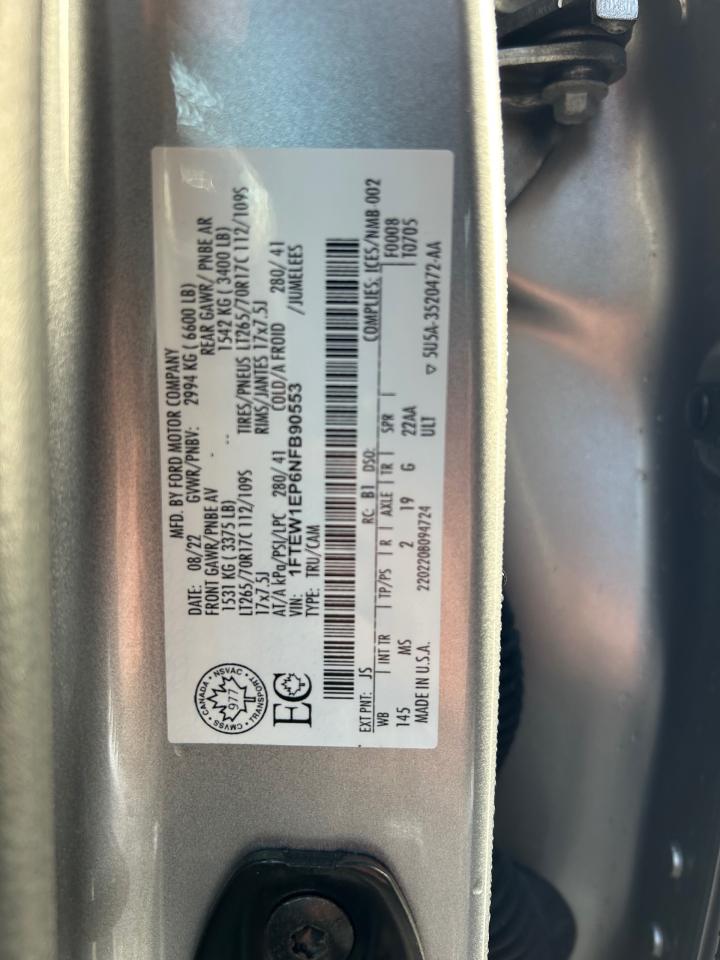 MFD. BY FORD MOTOR COMPANY
DATE: 08/22 GVWR/PNBV: 2994 KG ( 6600 LB)
FRONT GAWR/PNBE AV REAR GAWR/ PNBE AR
1531 KG ( 3375 LB) -- 1542 KG ( 3400 LB)
LT265/70R17C 112/109S TIRES/PNEUS LT265/70R17C 112/109S
17x7.5J RIMS/JANTES 17x7.5J
AT/A kPa/PSI/LPC 280/ 41 COLD/A FROID 280/ 41
VIN: 1FTEW1EP6NFB90553 /JUMELEES
TYPE: TRU/CAM
CANADA • NSVAC • TRANSPORT • CMVSS
977
EC
EXT PNT: JS RC: B1 DSO: COMPLIES: ICES/NMB-002
WB INT TR TP/PS R AXLE TR SPR F0008
145 MS 2 19 G 22AA T0705
MADE IN U.S.A. 2202208094724 ULT ▽ 5U5A-3520472-AA